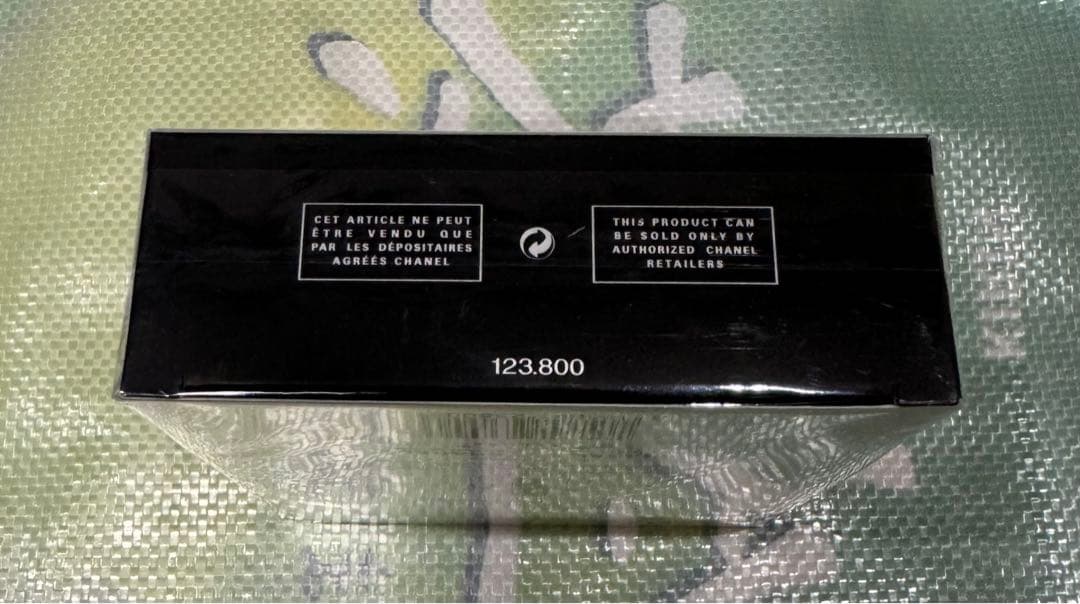 CET ARTICLE NE PEUT
ÊTRE VENDU QUE
PAR LES DÉPOSITAIRES
AGRÉÉS CHANEL
THIS PRODUCT CAN
BE SOLD ONLY BY
AUTHORIZED CHANEL
RETAILERS
123.800